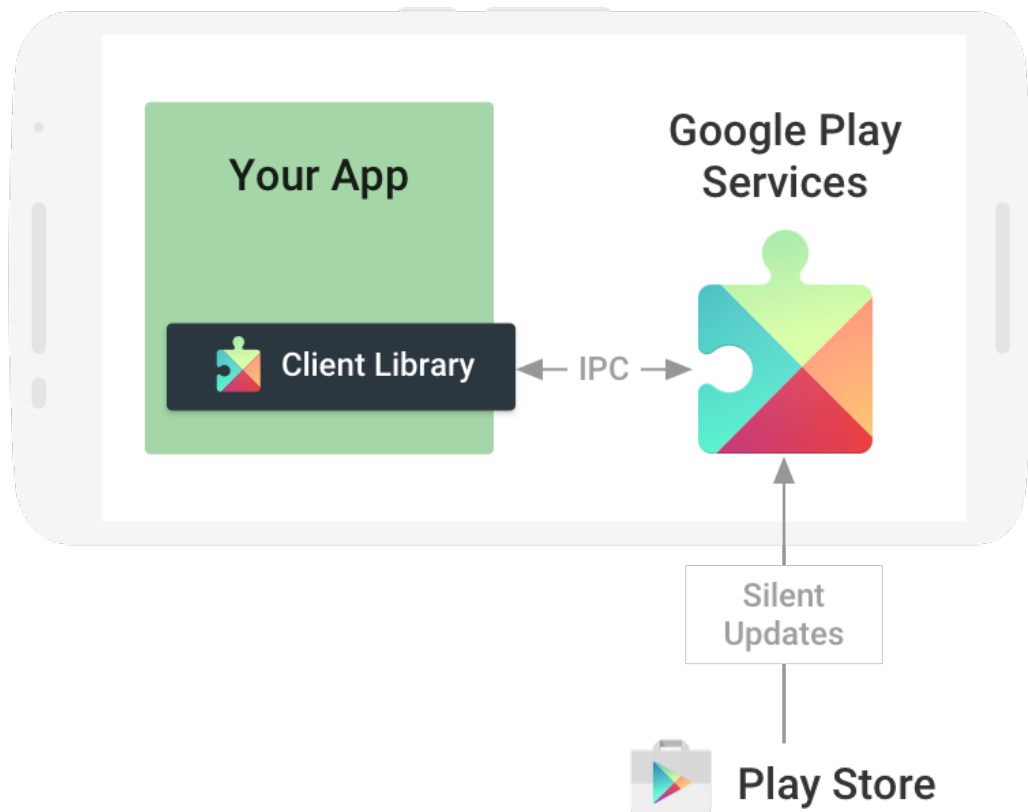 Your App
Google Play
Services
Client Library
IPC
Silent
Updates
Play Store